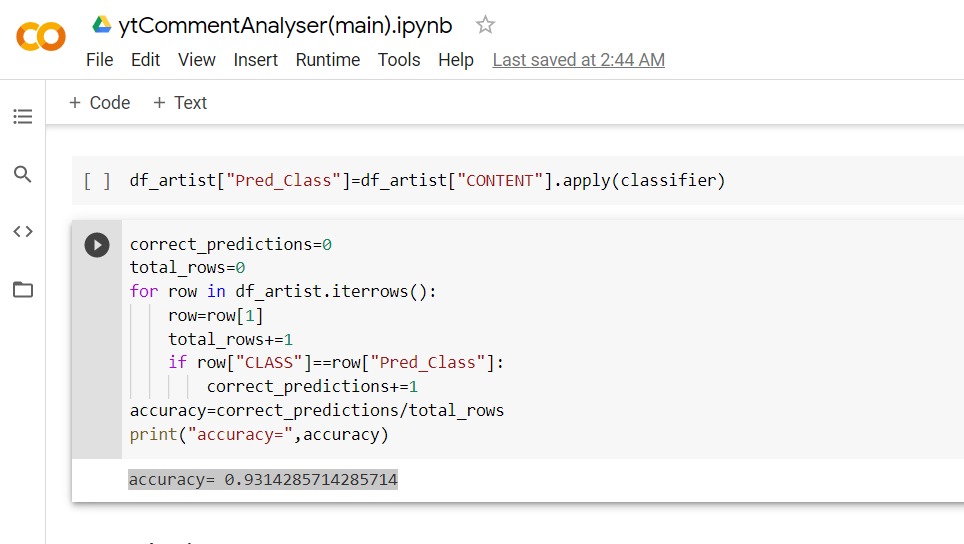 ytCommentAnalyser(main).ipynb
File Edit View Insert Runtime Tools Help Last saved at 2:44 AM
+ Code + Text
[ ] df_artist["Pred_Class"]=df_artist["CONTENT"].apply(classifier)
correct_predictions=0
total_rows=0
for row in df_artist.iterrows():
row=row[1]
total_rows+=1
if row["CLASS"]==row["Pred_Class"]:
correct_predictions+=1
accuracy=correct_predictions/total_rows
print("accuracy=",accuracy)
accuracy= 0.9314285714285714